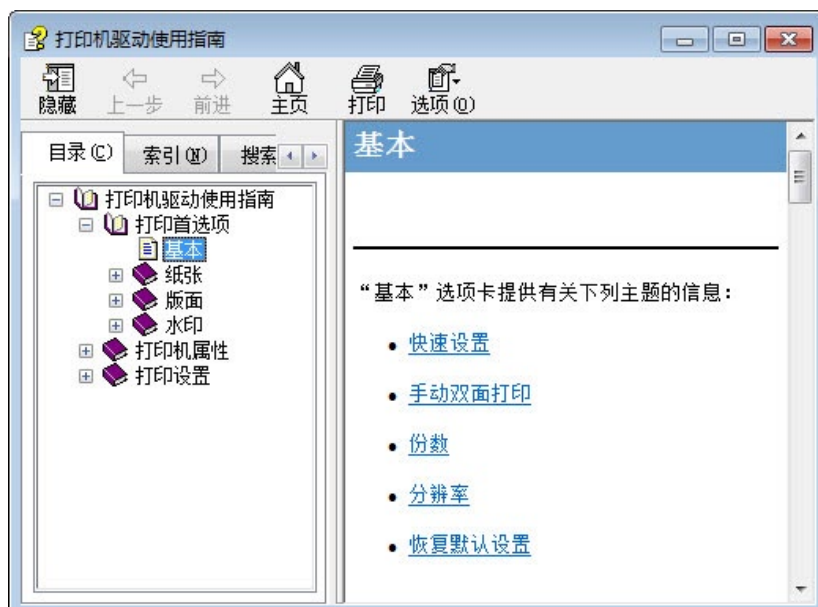 打印机驱动使用指南
隐藏 上一步 前进 主页 打印 选项(O)
目录(C) 索引(N) 搜索
打印机驱动使用指南
打印首选项
基本
纸张
版面
水印
打印机属性
打印设置
基本
“基本”选项卡提供有关下列主题的信息：
• 快速设置
• 手动双面打印
• 份数
• 分辨率
• 恢复默认设置